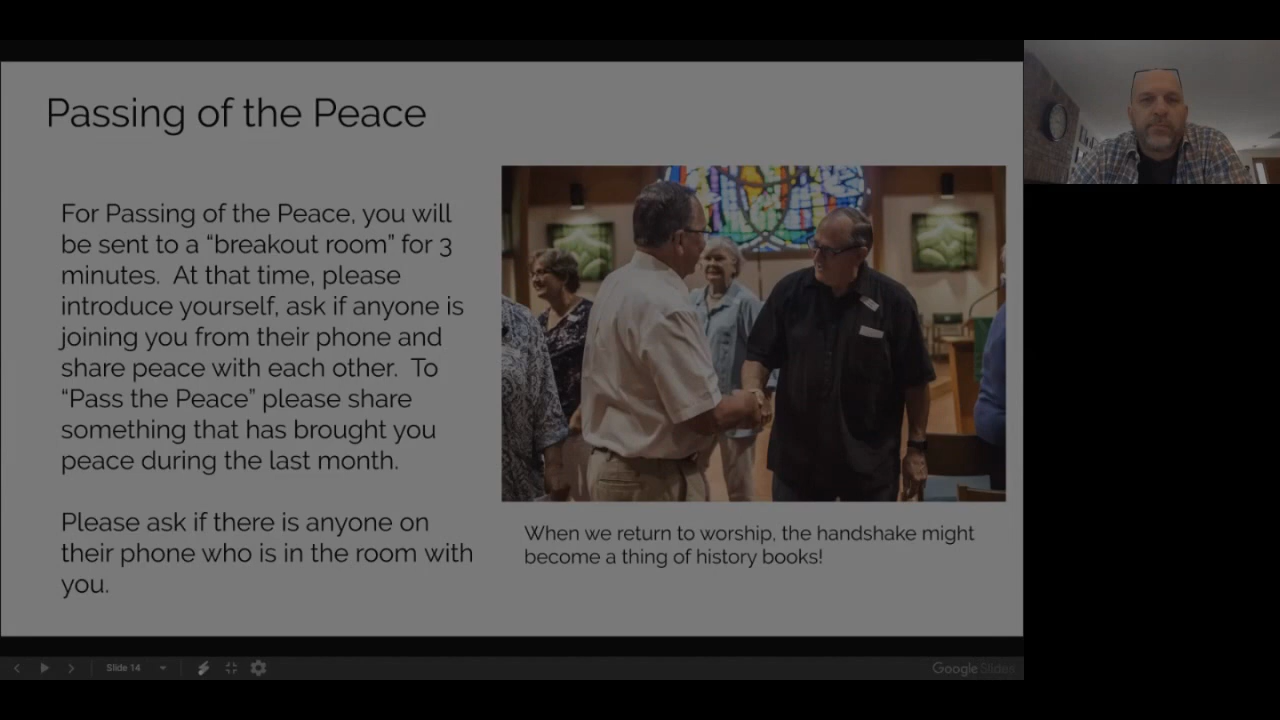 Passing of the Peace
For Passing of the Peace, you will
be sent to a “breakout room” for 3
minutes.  At that time, please
introduce yourself, ask if anyone is
joining you from their phone and
share peace with each other.  To
“Pass the Peace” please share
something that has brought you
peace during the last month.
Please ask if there is anyone on
their phone who is in the room with
you.
When we return to worship, the handshake might
become a thing of history books!
Slide 14
Google Slides